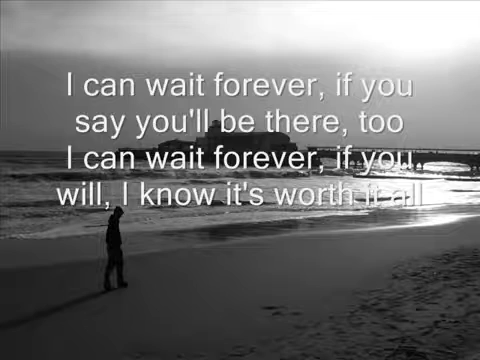 I can wait forever, if you
say you'll be there, too
I can wait forever, if you
will, I know it's worth it all